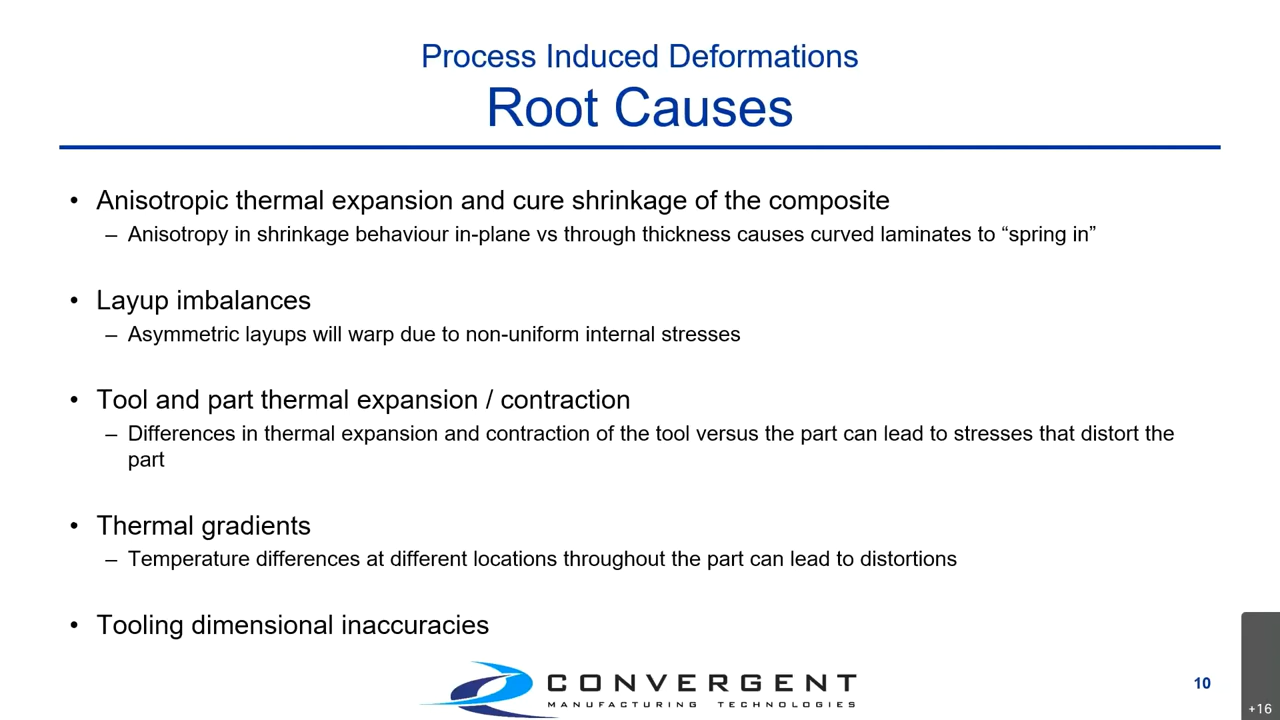 Process Induced Deformations
Root Causes
• Anisotropic thermal expansion and cure shrinkage of the composite
– Anisotropy in shrinkage behaviour in-plane vs through thickness causes curved laminates to “spring in”
• Layup imbalances
– Asymmetric layups will warp due to non-uniform internal stresses
• Tool and part thermal expansion / contraction
– Differences in thermal expansion and contraction of the tool versus the part can lead to stresses that distort the
part
• Thermal gradients
– Temperature differences at different locations throughout the part can lead to distortions
• Tooling dimensional inaccuracies
CONVERGENT
MANUFACTURING TECHNOLOGIES
10
+16